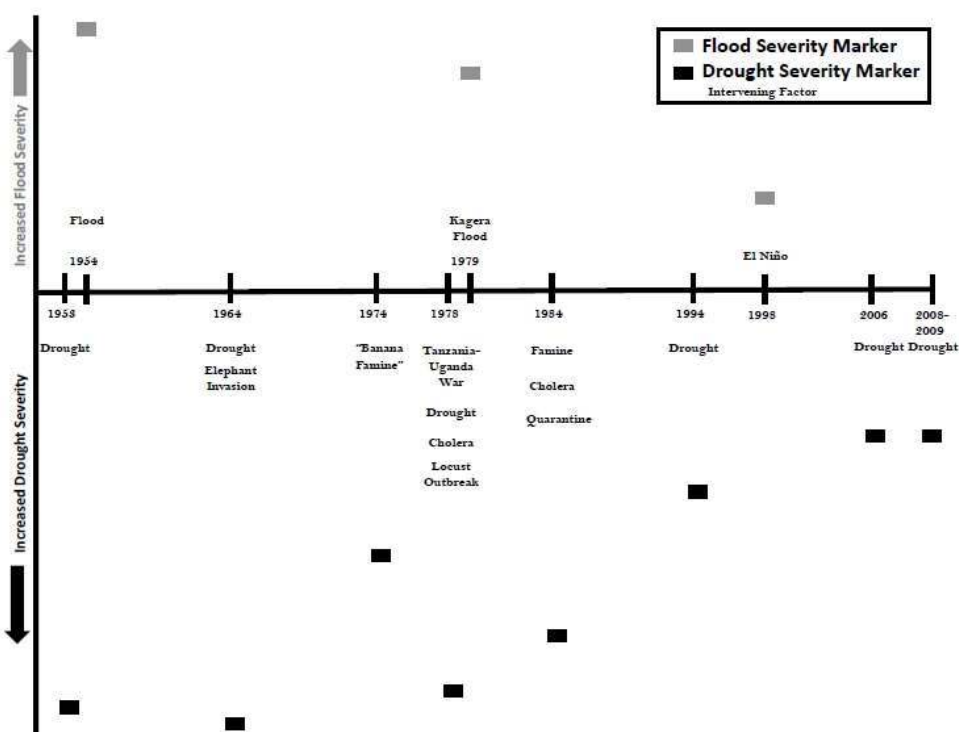 Increased Flood Severity
Increased Drought Severity
Flood Severity Marker
Drought Severity Marker
Intervening Factor
Flood
1954
Kagera
Flood
1979
El Niño
1953
Drought
1964
Drought
Elephant
Invasion
1974
"Banana
Famine"
1978
Tanzania-
Uganda
War
Drought
Cholera
Locust
Outbreak
1984
Famine
Cholera
Quarantine
1994
Drought
1998
2006
Drought
2008-
2009
Drought